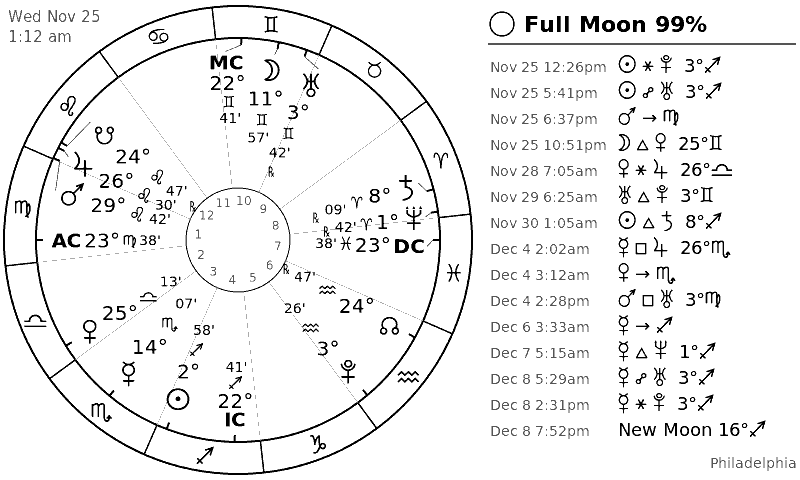 Wed Nov 25
1:12 am
MC
22°
♊
41'
☽
11°
♊
57'
♅
3°
♊
42'
℞
☋
24°
♌
47'
℞
♃
26°
♌
30'
♂
29°
♌
42'
AC 23° ♍ 38'
♀
25°
♎
13'
☿
14°
♏
07'
☉
2°
♐
58'
41'
♐
22°
IC
♇
3°
♒
26'
☊
24°
♒
47'
℞
℞ 09' ♈ 8° ♄
℞ 42' ♈ 1° ♆
38' ♓ 23° DC
1
2
3
4
5
6
7
8
9
10
11
12
♊
♉
♈
♓
♒
♑
♐
♏
♎
♍
♌
♋
Full Moon 99%
Nov 25 12:26pm ☉ ⚹ ♇ 3°♐
Nov 25 5:41pm ☉ ☍ ♅ 3°♐
Nov 25 6:37pm ♂ → ♍
Nov 25 10:51pm ☽ △ ♀ 25°♊
Nov 28 7:05am ♀ ⚹ ♃ 26°♎
Nov 29 6:25am ♅ △ ♇ 3°♊
Nov 30 1:05am ☉ △ ♄ 8°♐
Dec 4 2:02am ☿ □ ♃ 26°♏
Dec 4 3:12am ♀ → ♏
Dec 4 2:28pm ♂ □ ♅ 3°♍
Dec 6 3:33am ☿ → ♐
Dec 7 5:15am ☿ △ ♆ 1°♐
Dec 8 5:29am ☿ ☍ ♅ 3°♐
Dec 8 2:31pm ☿ ⚹ ♇ 3°♐
Dec 8 7:52pm New Moon 16°♐
Philadelphia